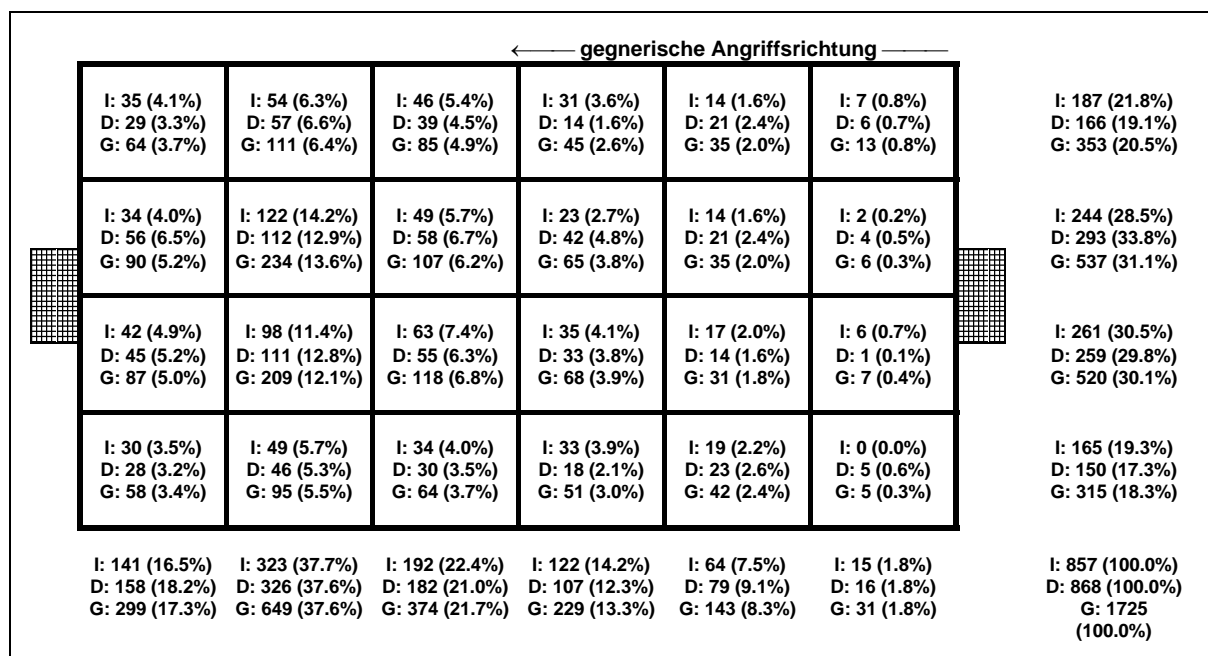 ← gegnerische Angriffsrichtung
I: 35 (4.1%) I: 54 (6.3%) I: 46 (5.4%) I: 31 (3.6%) I: 14 (1.6%) I: 7 (0.8%) I: 187 (21.8%)
D: 29 (3.3%) D: 57 (6.6%) D: 39 (4.5%) D: 14 (1.6%) D: 21 (2.4%) D: 6 (0.7%) D: 166 (19.1%)
G: 64 (3.7%) G: 111 (6.4%) G: 85 (4.9%) G: 45 (2.6%) G: 35 (2.0%) G: 13 (0.8%) G: 353 (20.5%)
I: 34 (4.0%) I: 122 (14.2%) I: 49 (5.7%) I: 23 (2.7%) I: 14 (1.6%) I: 2 (0.2%) I: 244 (28.5%)
D: 56 (6.5%) D: 112 (12.9%) D: 58 (6.7%) D: 42 (4.8%) D: 21 (2.4%) D: 4 (0.5%) D: 293 (33.8%)
G: 90 (5.2%) G: 234 (13.6%) G: 107 (6.2%) G: 65 (3.8%) G: 35 (2.0%) G: 6 (0.3%) G: 537 (31.1%)
I: 42 (4.9%) I: 98 (11.4%) I: 63 (7.4%) I: 35 (4.1%) I: 17 (2.0%) I: 6 (0.7%) I: 261 (30.5%)
D: 45 (5.2%) D: 111 (12.8%) D: 55 (6.3%) D: 33 (3.8%) D: 14 (1.6%) D: 1 (0.1%) D: 259 (29.8%)
G: 87 (5.0%) G: 209 (12.1%) G: 118 (6.8%) G: 68 (3.9%) G: 31 (1.8%) G: 7 (0.4%) G: 520 (30.1%)
I: 30 (3.5%) I: 49 (5.7%) I: 34 (4.0%) I: 33 (3.9%) I: 19 (2.2%) I: 0 (0.0%) I: 165 (19.3%)
D: 28 (3.2%) D: 46 (5.3%) D: 30 (3.5%) D: 18 (2.1%) D: 23 (2.6%) D: 5 (0.6%) D: 150 (17.3%)
G: 58 (3.4%) G: 95 (5.5%) G: 64 (3.7%) G: 51 (3.0%) G: 42 (2.4%) G: 5 (0.3%) G: 315 (18.3%)
I: 141 (16.5%) I: 323 (37.7%) I: 192 (22.4%) I: 122 (14.2%) I: 64 (7.5%) I: 15 (1.8%) I: 857 (100.0%)
D: 158 (18.2%) D: 326 (37.6%) D: 182 (21.0%) D: 107 (12.3%) D: 79 (9.1%) D: 16 (1.8%) D: 868 (100.0%)
G: 299 (17.3%) G: 649 (37.6%) G: 374 (21.7%) G: 229 (13.3%) G: 143 (8.3%) G: 31 (1.8%) G: 1725
(100.0%)